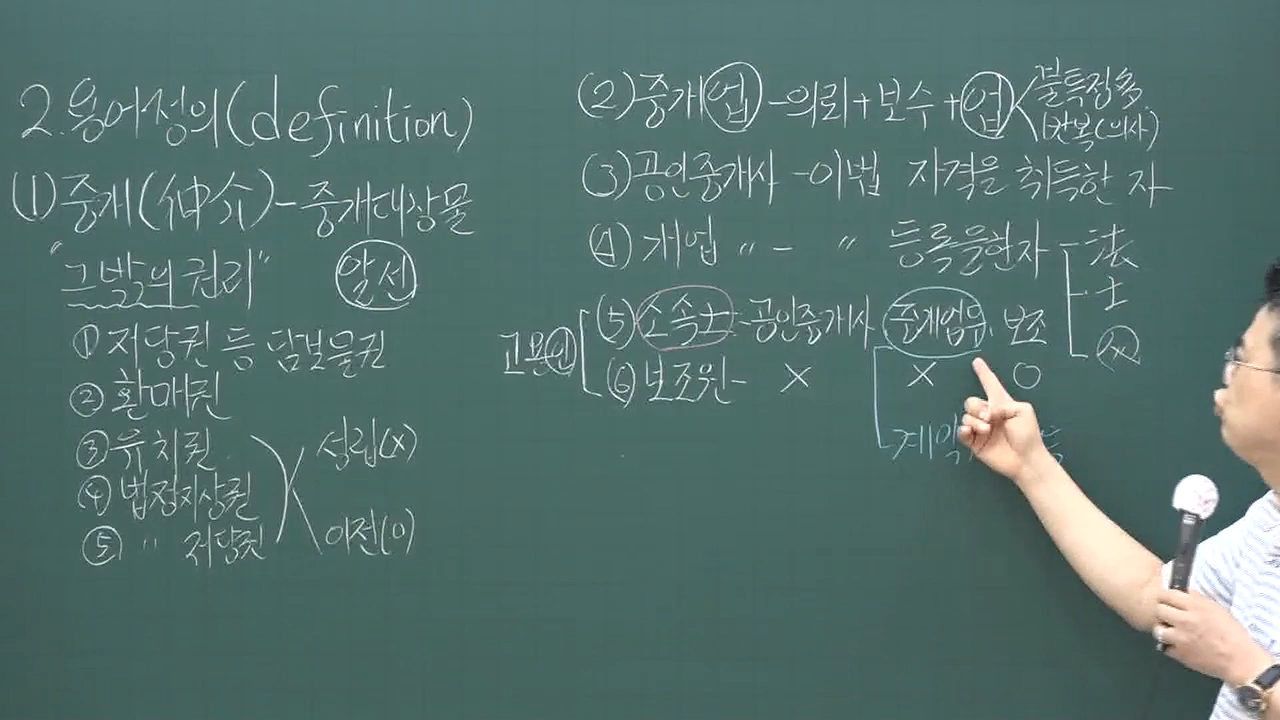 2.용어정의(definition)
(1)중개(仲介)-중개대상물
"그 밖의 권리" 알선
① 저당권 등 담보물권
② 환매권
③ 유치권 성립(x)
④ 법정지상권
⑤ 〃 저당권 이전(o)
(2)중개업-의뢰+보수+업 불특정多
반복(의사)
(3)공인중개사-이법 자격을 취득한 자
(4) 개업 〃 - 〃 등록을한자 法
士
(x)
고용인 (5)소속士=공인중개사 중개업무. 보조
(6)보조원- X X O